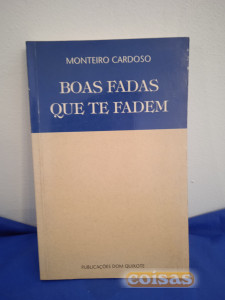 MONTEIRO CARDOSO
BOAS FADAS
QUE TE FADEM
PUBLICAÇÕES DOM QUIXOTE
coisas